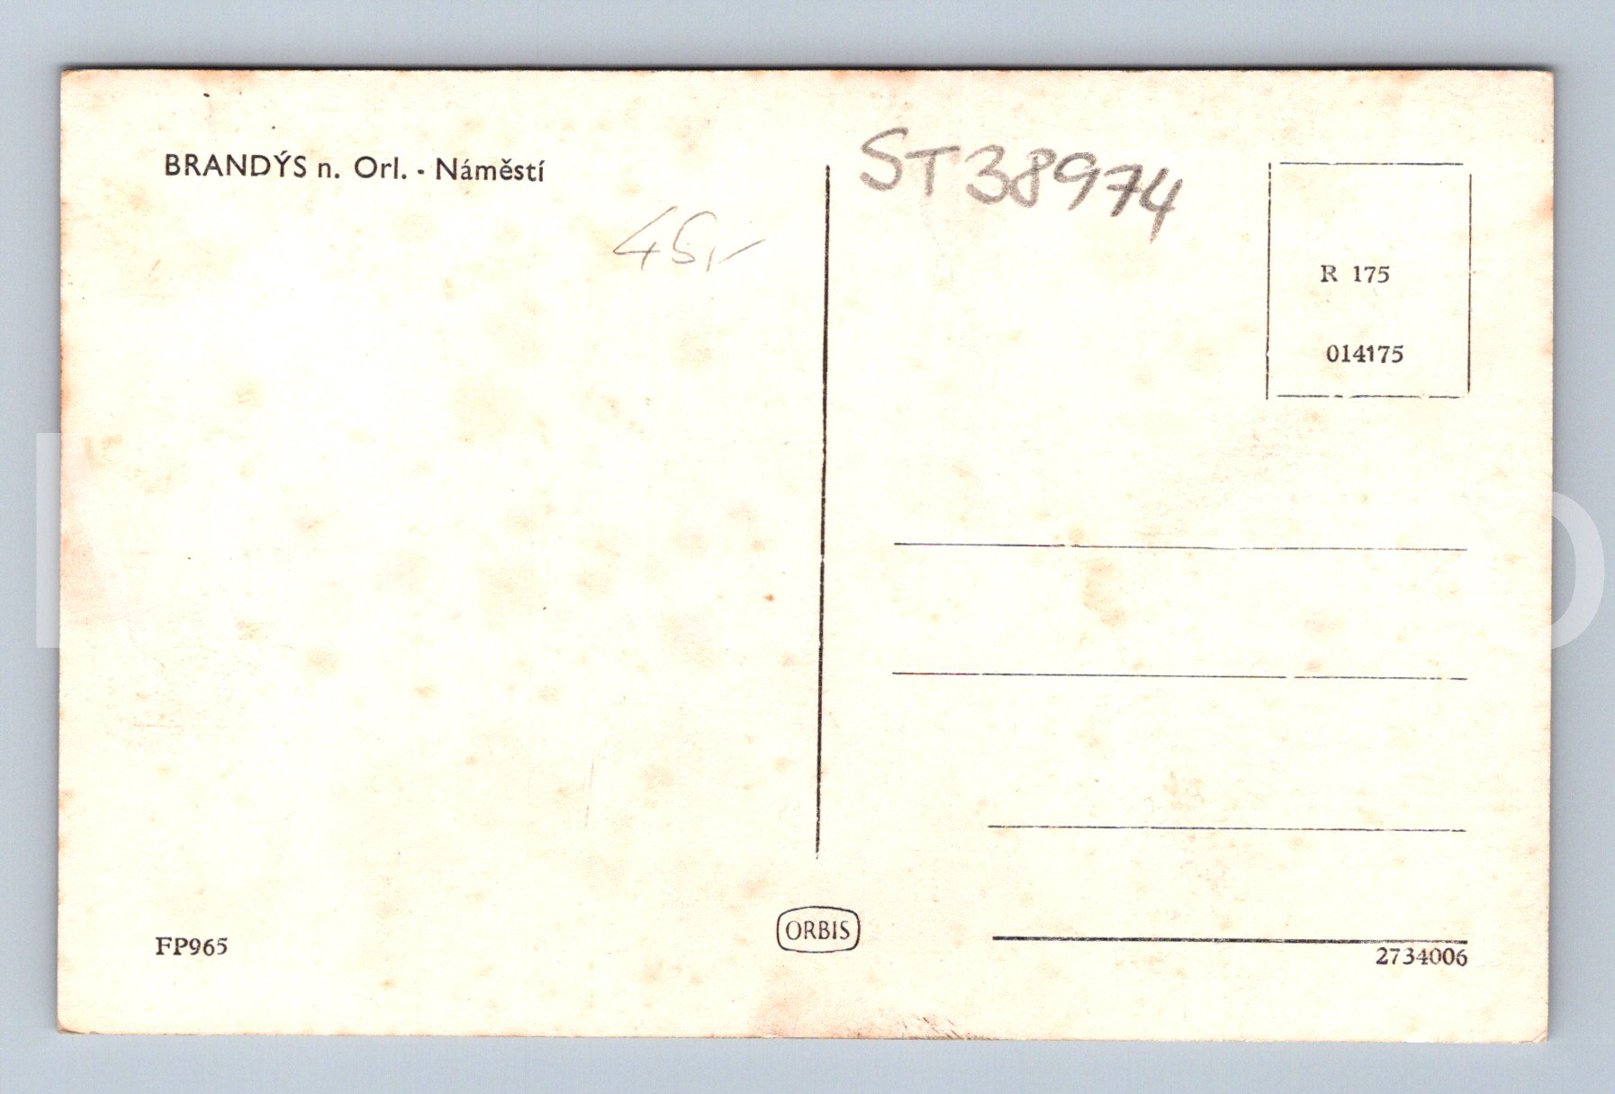 BRANDÝS n. Orl. - Náměstí
45,-
ST38974
R 175
014175
FP965
ORBIS
2734006